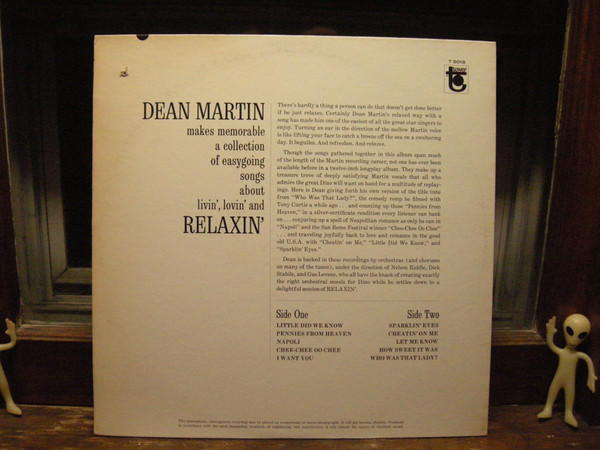 T 5018
tower
DEAN MARTIN
makes memorable
a collection
of easygoing
songs
about
livin', lovin' and
RELAXIN'
There's hardly a thing a person can do that doesn't get done better
if he just relaxes. Certainly Dean Martin's relaxed way with a
song has made him one of the easiest of all the great star singers to
enjoy. Turning an ear in the direction of the mellow Martin voice
is like lifting your face to catch a breeze off the sea on a sweltering
day. It beguiles. And refreshes. And relaxes.
Though the songs gathered together in this album span much
of the length of the Martin recording career, not one has ever been
available before in a twelve-inch longplay album. They make up a
treasure trove of deeply satisfying Martin vocals that all who
admire the great Dino will want on hand for a multitude of replay-
ings. Here is Dean giving forth his own version of the title tune
from "Who Was That Lady?", the comedy romp he filmed with
Tony Curtis a while ago . . . and counting up those "Pennies from
Heaven," in a silver-certificate rendition every listener can bank
on . . . conjuring up a spell of Neapolitan romance as only he can in
"Napoli" and the San Remo Festival winner "Chee-Chee Oo Chee"
. . . and traveling joyfully back to love and romance in the good
old U.S.A. with "Cheatin' on Me," "Little Did We Know," and
"Sparklin' Eyes."
Dean is backed in these recordings by orchestras (and choruses
on many of the tunes), under the direction of Nelson Riddle, Dick
Stabile, and Gus Levene, who all have the knack of creating exactly
the right orchestral moods for Dino while he settles down to a
delightful session of RELAXIN'.
Side One
LITTLE DID WE KNOW
PENNIES FROM HEAVEN
NAPOLI
CHEE-CHEE OO CHEE
I WANT YOU
Side Two
SPARKLIN' EYES
CHEATIN' ON ME
LET ME KNOW
HOW SWEET IT WAS
WHO WAS THAT LADY?